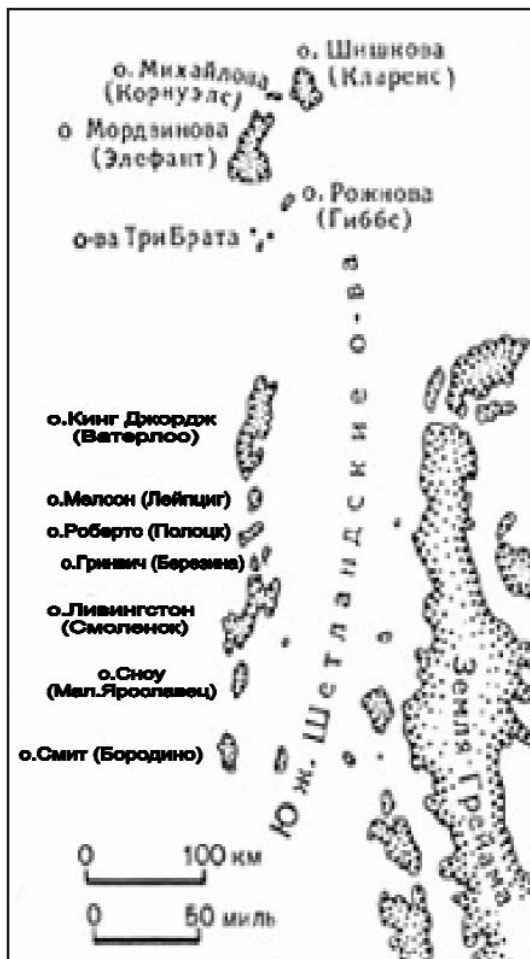 о. Шишкова
(Кларенс)
о. Михайлова
(Корнуэлс)
о Мордвинова
(Элефант)
о. Рожнова
(Гиббс)
о-ва Три Брата
Юж. Шетландские о-ва
о.Кинг Джордж
(Ватерлоо)
о.Мелсон (Лейпциг)
о.Робертс (Полоцк)
о.Гринвич (Березина)
о.Ливингстон
(Смоленск)
о.Сноу
(Мал.Ярославец)
о.Смит (Бородино)
Земля Грейама
0 100 км
0 50 миль